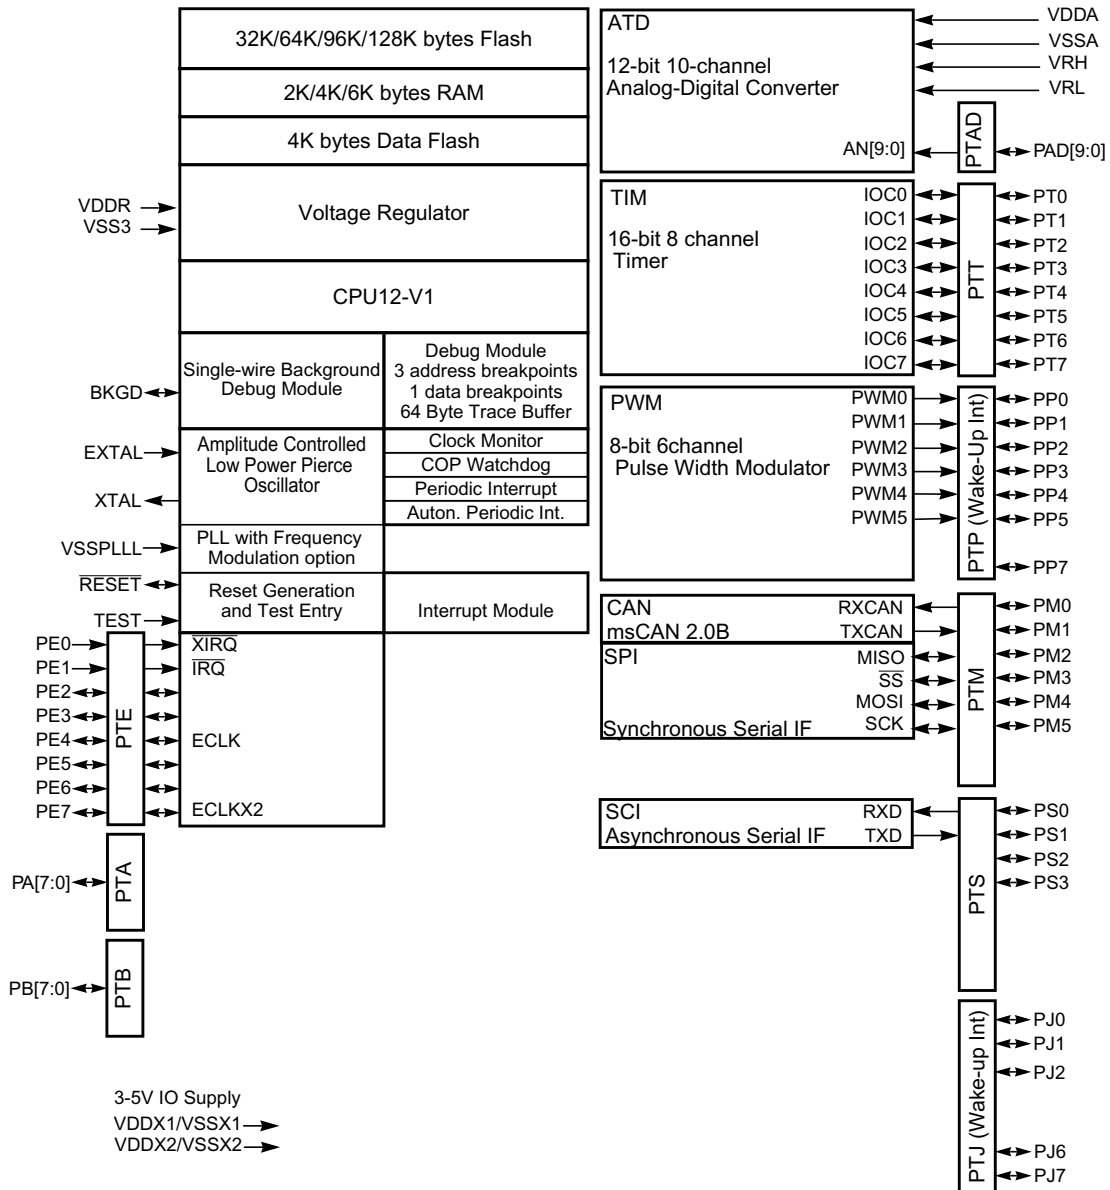 32K/64K/96K/128K bytes Flash
2K/4K/6K bytes RAM
4K bytes Data Flash
VDDR
VSS3
Voltage Regulator
CPU12-V1
BKGD
Single-wire Background
Debug Module
Debug Module
3 address breakpoints
1 data breakpoints
64 Byte Trace Buffer
EXTAL
XTAL
Amplitude Controlled
Low Power Pierce
Oscillator
Clock Monitor
COP Watchdog
Periodic Interrupt
Auton. Periodic Int.
VSSPLLL
PLL with Frequency
Modulation option
RESET
TEST
Reset Generation
and Test Entry
Interrupt Module
PE0
PE1
PE2
PE3
PE4
PE5
PE6
PE7
PTE
XIRQ
IRQ
ECLK
ECLKX2
PA[7:0]
PTA
PB[7:0]
PTB
3-5V IO Supply
VDDX1/VSSX1
VDDX2/VSSX2
ATD
12-bit 10-channel
Analog-Digital Converter
AN[9:0]
VDDA
VSSA
VRH
VRL
PTAD
PAD[9:0]
TIM
16-bit 8 channel
Timer
IOC0
IOC1
IOC2
IOC3
IOC4
IOC5
IOC6
IOC7
PTT
PT0
PT1
PT2
PT3
PT4
PT5
PT6
PT7
PWM
8-bit 6channel
Pulse Width Modulator
PWM0
PWM1
PWM2
PWM3
PWM4
PWM5
PTP (Wake-Up Int)
PP0
PP1
PP2
PP3
PP4
PP5
PP7
CAN
msCAN 2.0B
RXCAN
TXCAN
SPI
Synchronous Serial IF
MISO
SS
MOSI
SCK
PTM
PM0
PM1
PM2
PM3
PM4
PM5
SCI
Asynchronous Serial IF
RXD
TXD
PTS
PS0
PS1
PS2
PS3
PTJ (Wake-up Int)
PJ0
PJ1
PJ2
PJ6
PJ7